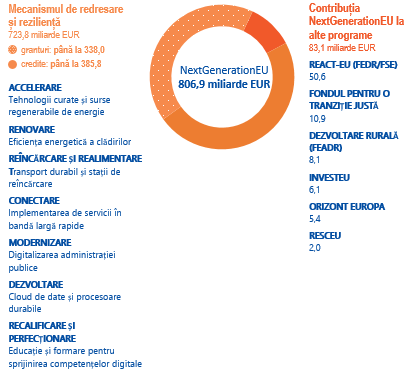 Mecanismul de redresare
și reziliență
723,8 miliarde EUR
granturi: până la 338,0
credite: până la 385,8
ACCELERARE
Tehnologii curate și surse
regenerabile de energie
RENOVARE
Eficiența energetică a clădirilor
REÎNCĂRCARE ȘI REALIMENTARE
Transport durabil și stații de
reîncărcare
CONECTARE
Implementarea de servicii în
bandă largă rapide
MODERNIZARE
Digitalizarea administrației
publice
DEZVOLTARE
Cloud de date și procesoare
durabile
RECALIFICARE ȘI
PERFECȚIONARE
Educație și formare pentru
sprijinirea competențelor digitale
NextGenerationEU
806,9 miliarde EUR
Contribuția
NextGenerationEU la
alte programe
83,1 miliarde EUR
REACT-EU (FEDR/FSE)
50,6
FONDUL PENTRU O
TRANZIȚIE JUSTĂ
10,9
DEZVOLTARE RURALĂ
(FEADR)
8,1
INVESTEU
6,1
ORIZONT EUROPA
5,4
RESCEU
2,0